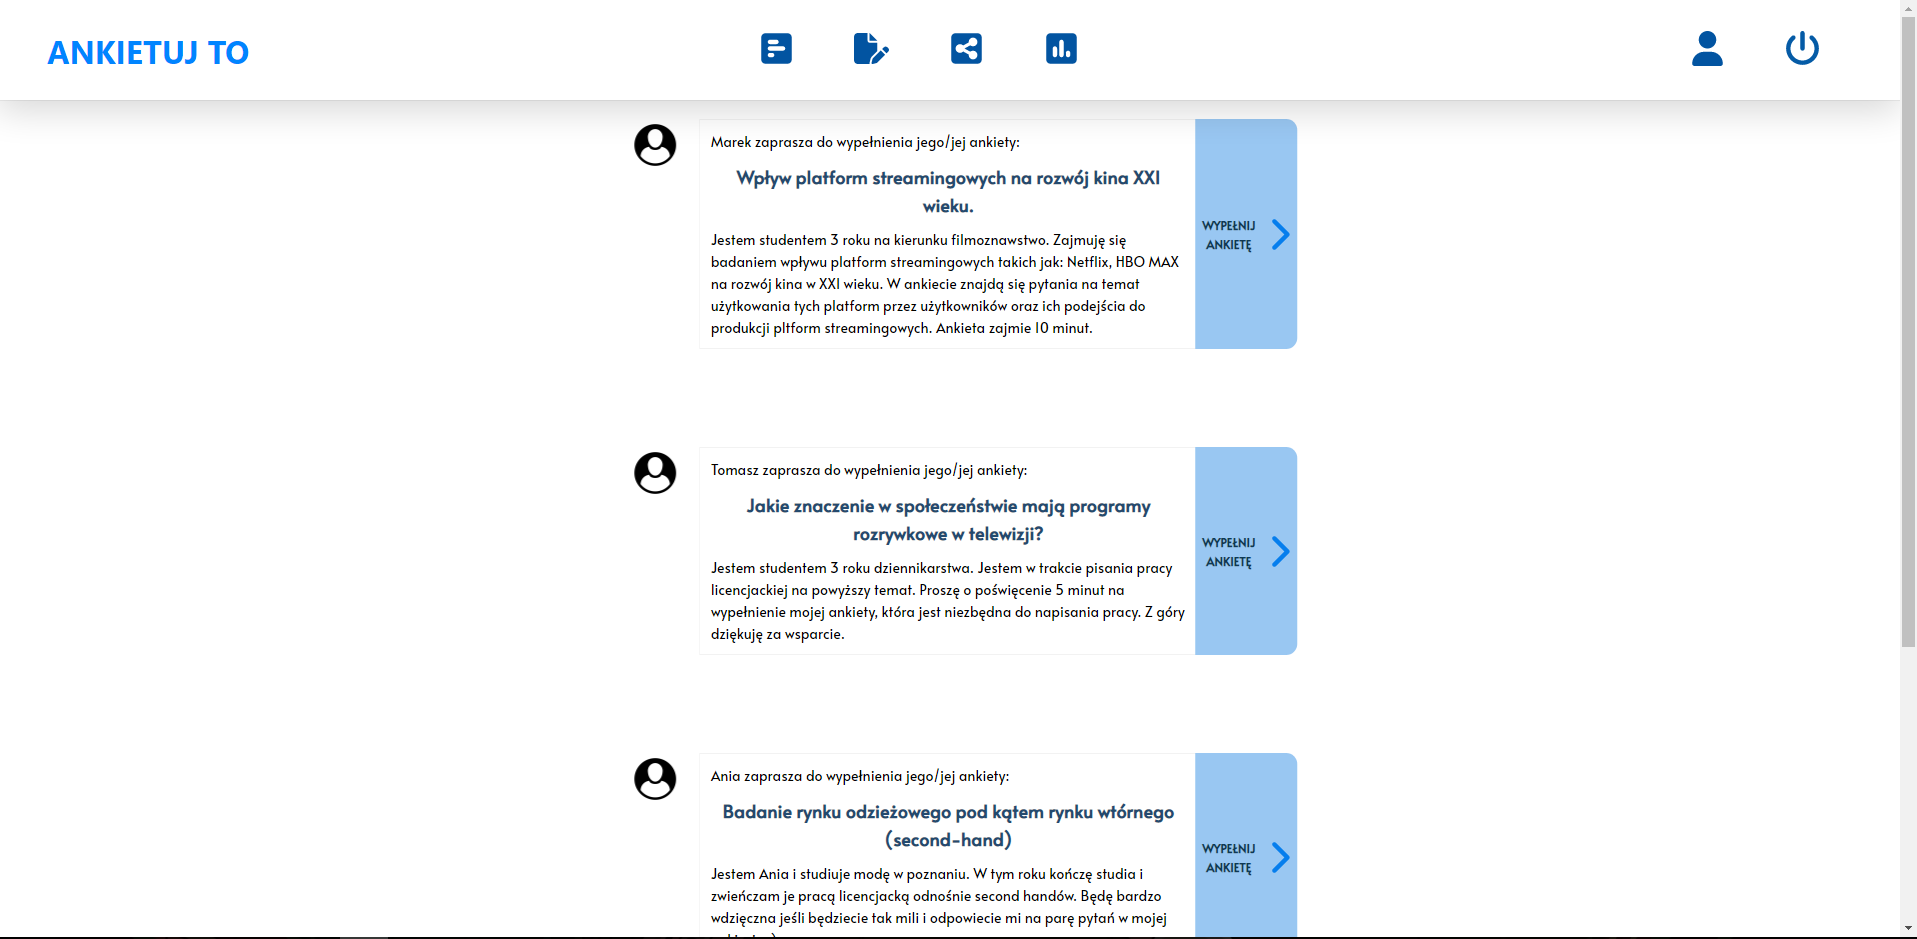 ANKIETUJ TO
Marek zaprasza do wypełnienia jego/jej ankiety:
Wpływ platform streamingowych na rozwój kina XXI
wieku.
Jestem studentem 3 roku na kierunku filmoznawstwo. Zajmuję się
badaniem wpływu platform streamingowych takich jak: Netflix, HBO MAX
na rozwój kina w XXI wieku. W ankiecie znajdą się pytania na temat
użytkowania tych platform przez użytkowników oraz ich podejścia do
produkcji pltform streamingowych. Ankieta zajmie 10 minut.
WYPEŁNIJ
ANKIETĘ
Tomasz zaprasza do wypełnienia jego/jej ankiety:
Jakie znaczenie w społeczeństwie mają programy
rozrywkowe w telewizji?
Jestem studentem 3 roku dziennikarstwa. Jestem w trakcie pisania pracy
licencjackiej na powyższy temat. Proszę o poświęcenie 5 minut na
wypełnienie mojej ankiety, która jest niezbędna do napisania pracy. Z góry
dziękuję za wsparcie.
WYPEŁNIJ
ANKIETĘ
Ania zaprasza do wypełnienia jego/jej ankiety:
Badanie rynku odzieżowego pod kątem rynku wtórnego
(second-hand)
Jestem Ania i studiuje modę w poznaniu. W tym roku kończę studia i
zwieńczam je pracą licencjacką odnośnie second handów. Będę bardzo
wdzięczna jeśli będziecie tak mili i odpowiecie mi na parę pytań w mojej
WYPEŁNIJ
ANKIETĘ